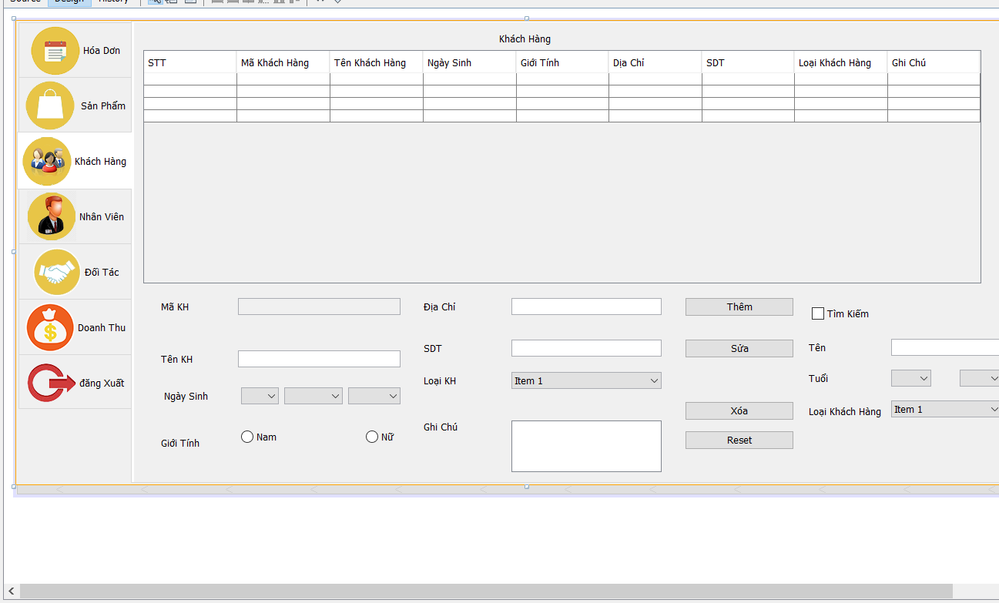 Source Design History
Hóa Dơn
Sản Phẩm
Khách Hàng
Nhân Viên
Đối Tác
Doanh Thu
đăng Xuất
Khách Hàng
STT Mã Khách Hàng Tên Khách Hàng Ngày Sinh Giới Tính Địa Chỉ SDT Loại Khách Hàng Ghi Chú
Mã KH
Tên KH
Ngày Sinh
Giới Tính
Nam Nữ
Địa Chỉ
SDT
Loại KH Item 1
Ghi Chú
Thêm
Sửa
Xóa
Reset
Tìm Kiếm
Tên
Tuổi
Loại Khách Hàng Item 1